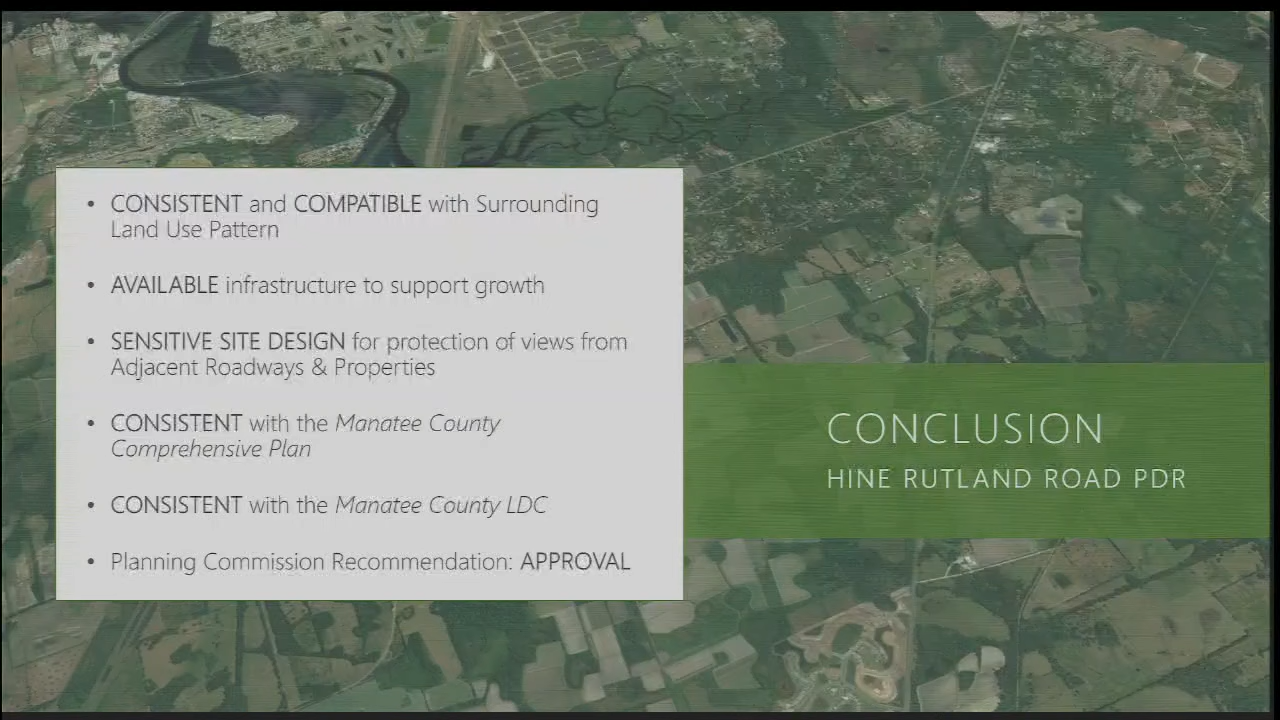 • CONSISTENT and COMPATIBLE with Surrounding
Land Use Pattern
• AVAILABLE infrastructure to support growth
• SENSITIVE SITE DESIGN for protection of views from
Adjacent Roadways & Properties
• CONSISTENT with the Manatee County
Comprehensive Plan
• CONSISTENT with the Manatee County LDC
• Planning Commission Recommendation: APPROVAL
CONCLUSION
HINE RUTLAND ROAD PDR